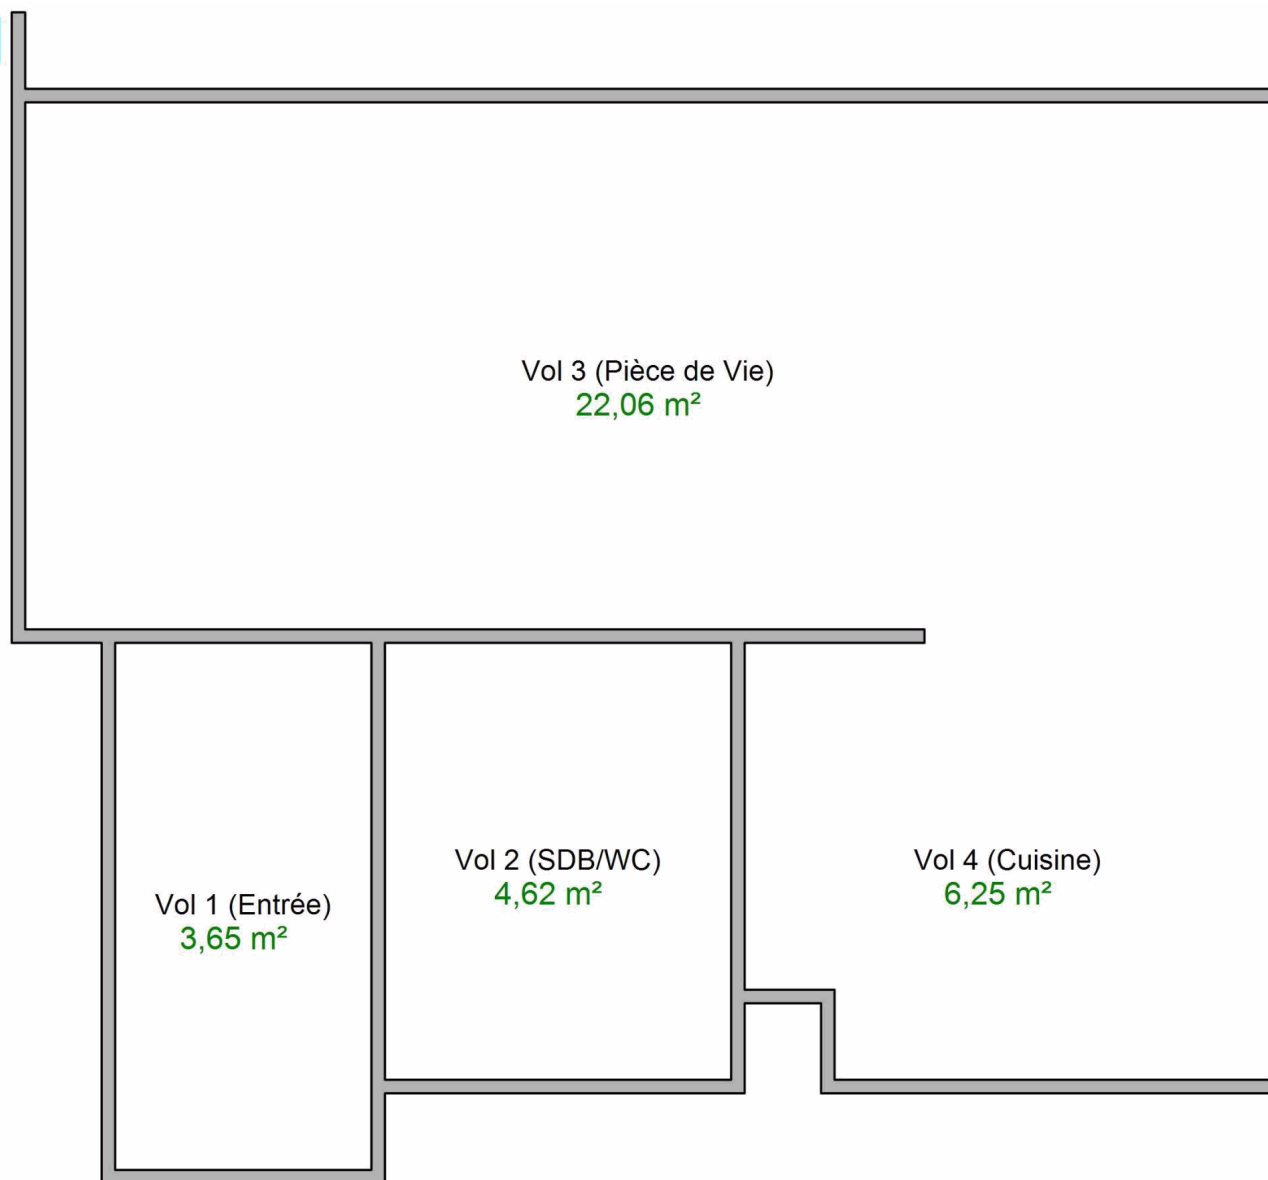 Vol 3 (Pièce de Vie)
22,06 m²
Vol 2 (SDB/WC)
4,62 m²
Vol 4 (Cuisine)
6,25 m²
Vol 1 (Entrée)
3,65 m²